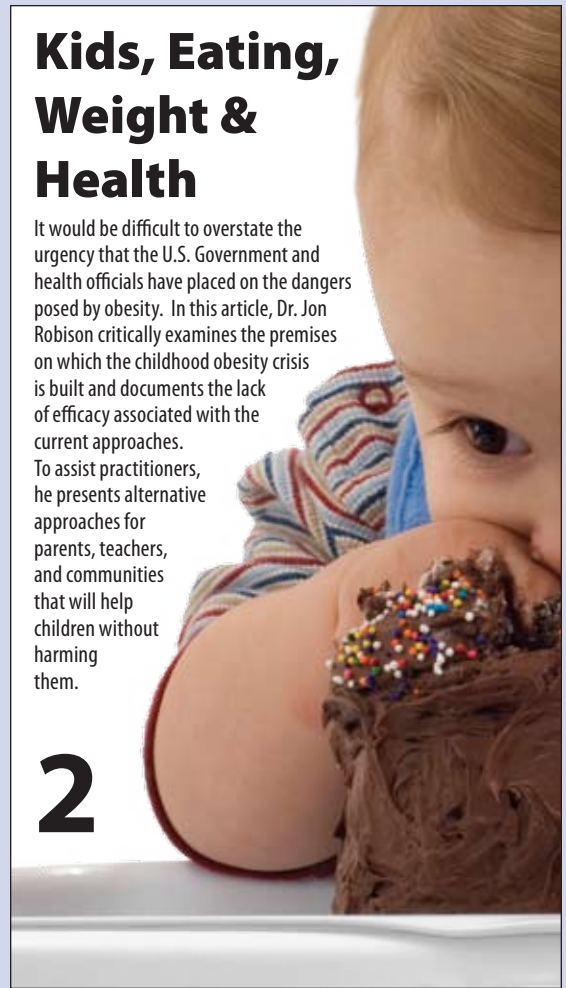 Kids, Eating,
Weight &
Health
It would be difficult to overstate the
urgency that the U.S. Government and
health officials have placed on the dangers
posed by obesity.  In this article, Dr. Jon
Robison critically examines the premises
on which the childhood obesity crisis
is built and documents the lack
of efficacy associated with the
current approaches.
To assist practitioners,
he presents alternative
approaches for
parents, teachers,
and communities
that will help
children without
harming
them.
2